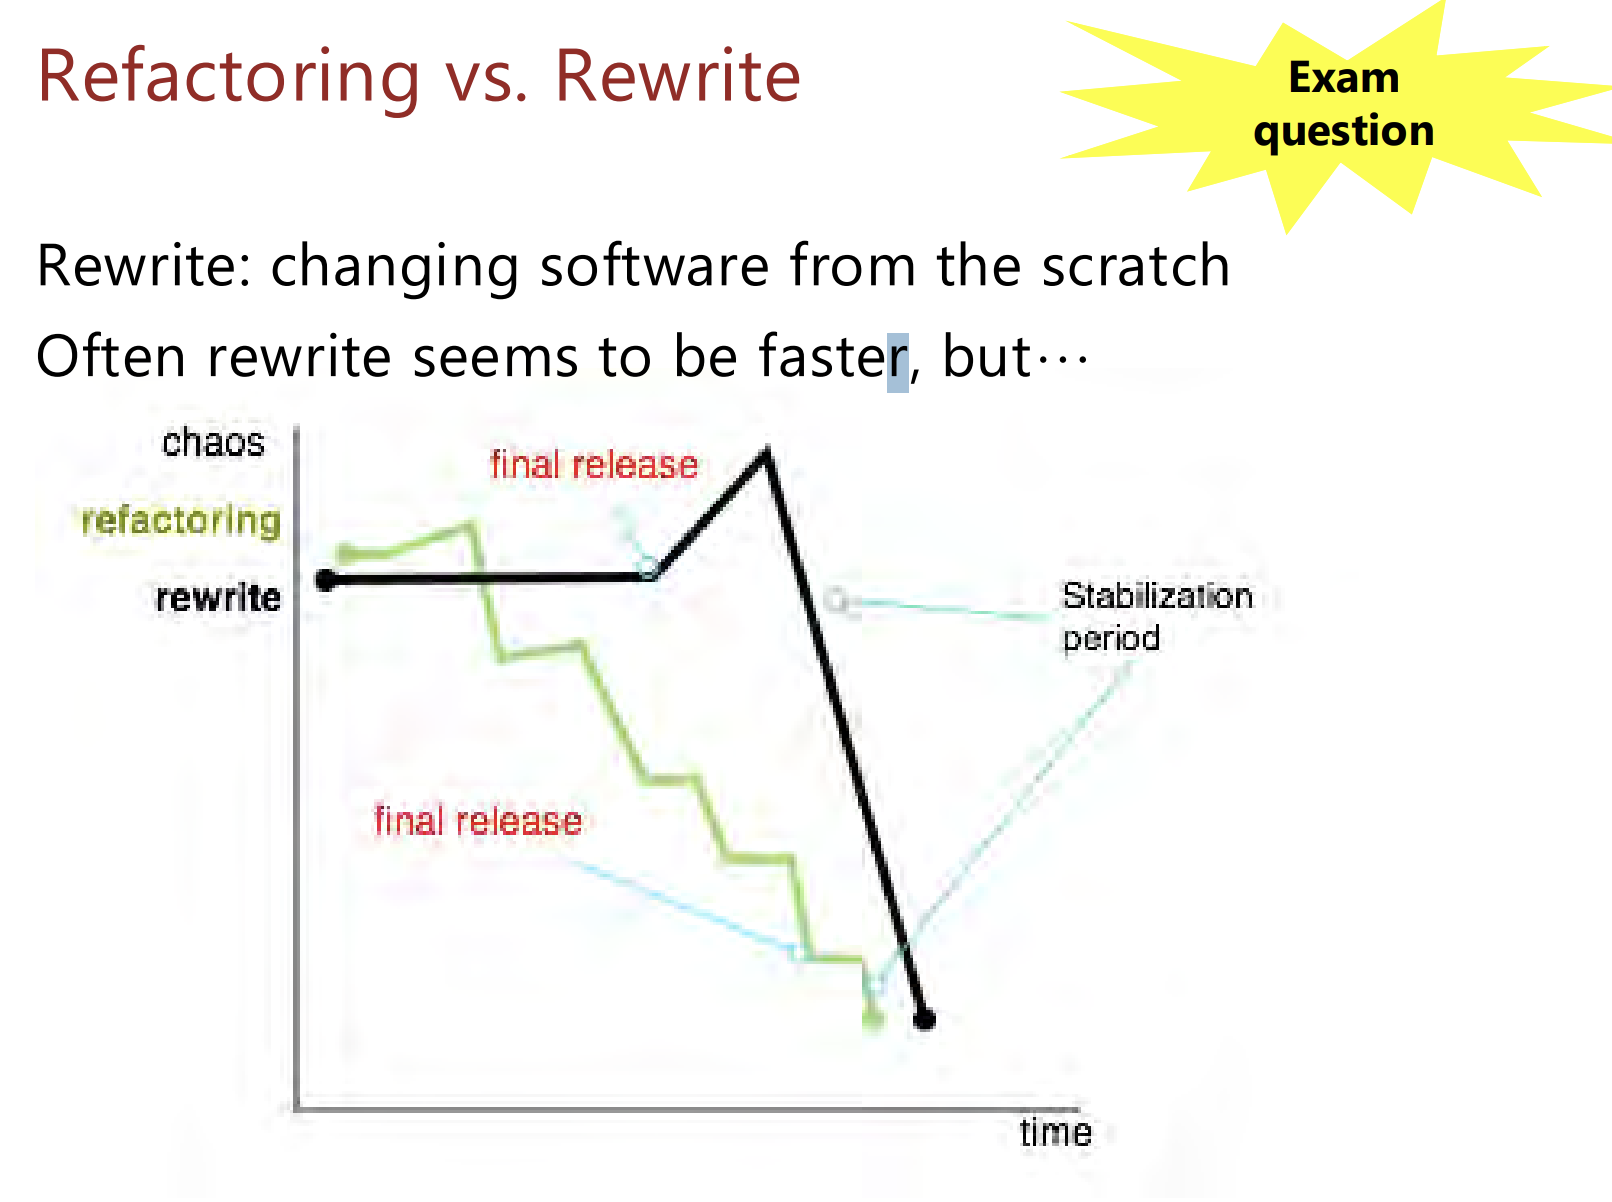 Refactoring vs. Rewrite
Exam
question
Rewrite: changing software from the scratch
Often rewrite seems to be faster, but⋯
chaos
final release
refactoring
rewrite
Stabilization
period
final release
time